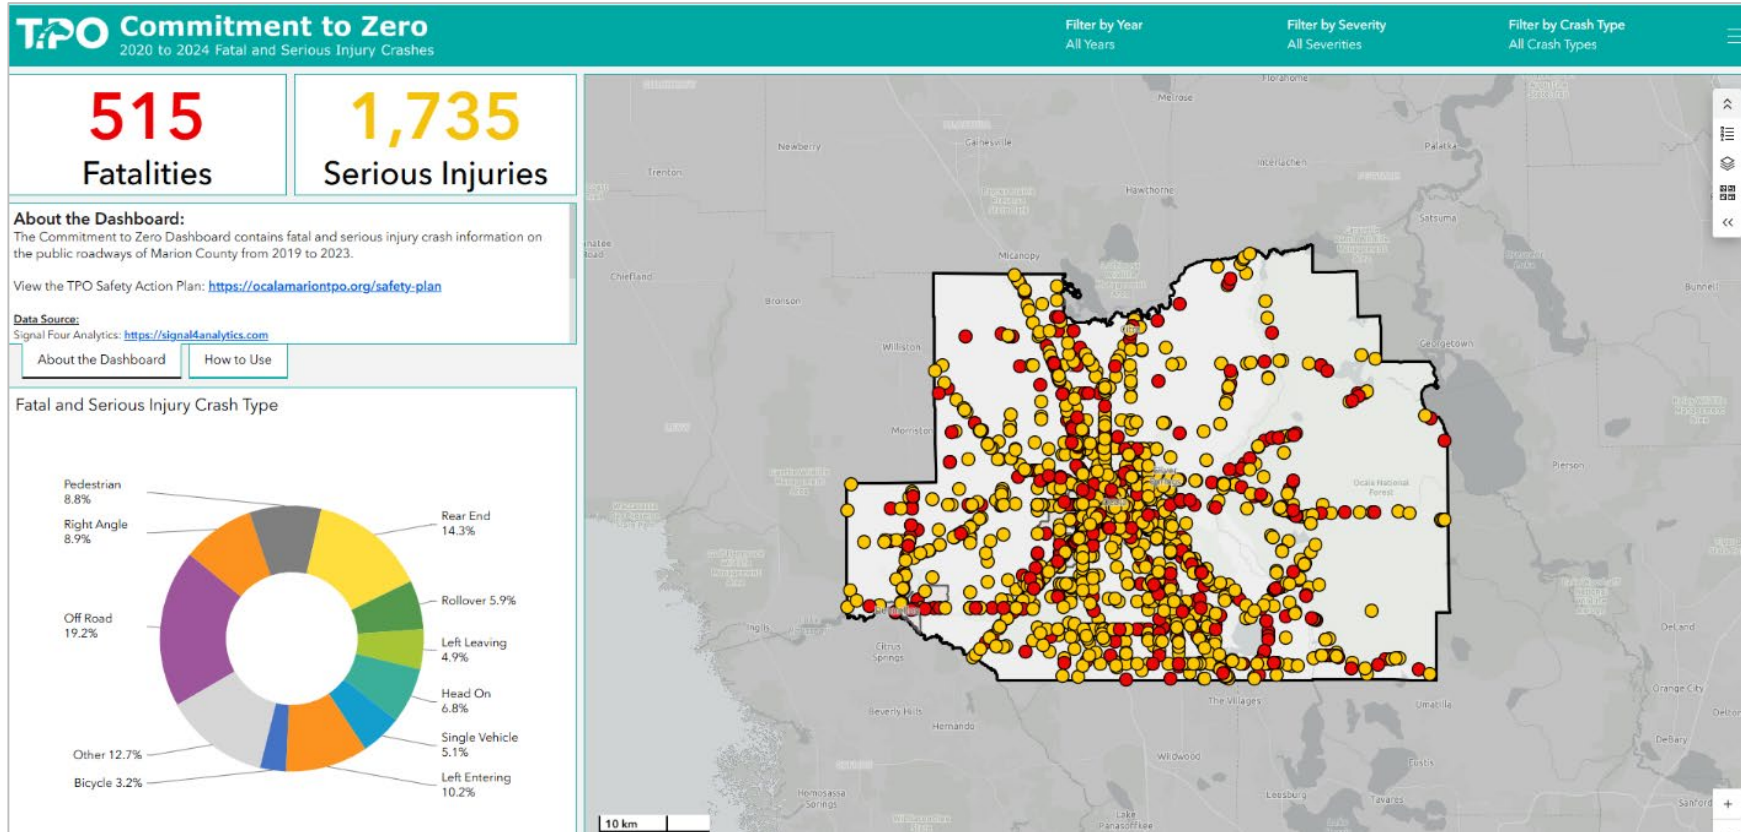 TPO Commitment to Zero
2020 to 2024 Fatal and Serious Injury Crashes
Filter by Year
All Years
Filter by Severity
All Severities
Filter by Crash Type
All Crash Types
515
Fatalities
1,735
Serious Injuries
About the Dashboard:
The Commitment to Zero Dashboard contains fatal and serious injury crash information on
the public roadways of Marion County from 2019 to 2023.
View the TPO Safety Action Plan: https://ocalamariontpo.org/safety-plan
Data Source:
Signal Four Analytics: https://signal4analytics.com
About the Dashboard
How to Use
Fatal and Serious Injury Crash Type
Pedestrian
8.8%
Right Angle
8.9%
Off Road
19.2%
Other 12.7%
Bicycle 3.2%
Rear End
14.3%
Rollover 5.9%
Left Leaving
4.9%
Head On
6.8%
Single Vehicle
5.1%
Left Entering
10.2%
Florahome
Melrose
Gainesville
Newberry
Palatka
Interlachen
Trenton
Hawthorne
Satsuma
Micanopy
Chiefland
Bronson
Bunnell
Williston
Georgetown
Morriston
Pierson
Ocala National
Forest
Inglis
Citrus
Springs
DeLand
Beverly Hills
Hernando
The Villages
Umatilla
Orange City
DeBary
Wildwood
Eustis
Leesburg
Tavares
Homosassa
Springs
Lake
Panasoffkee
Sanford
10 km